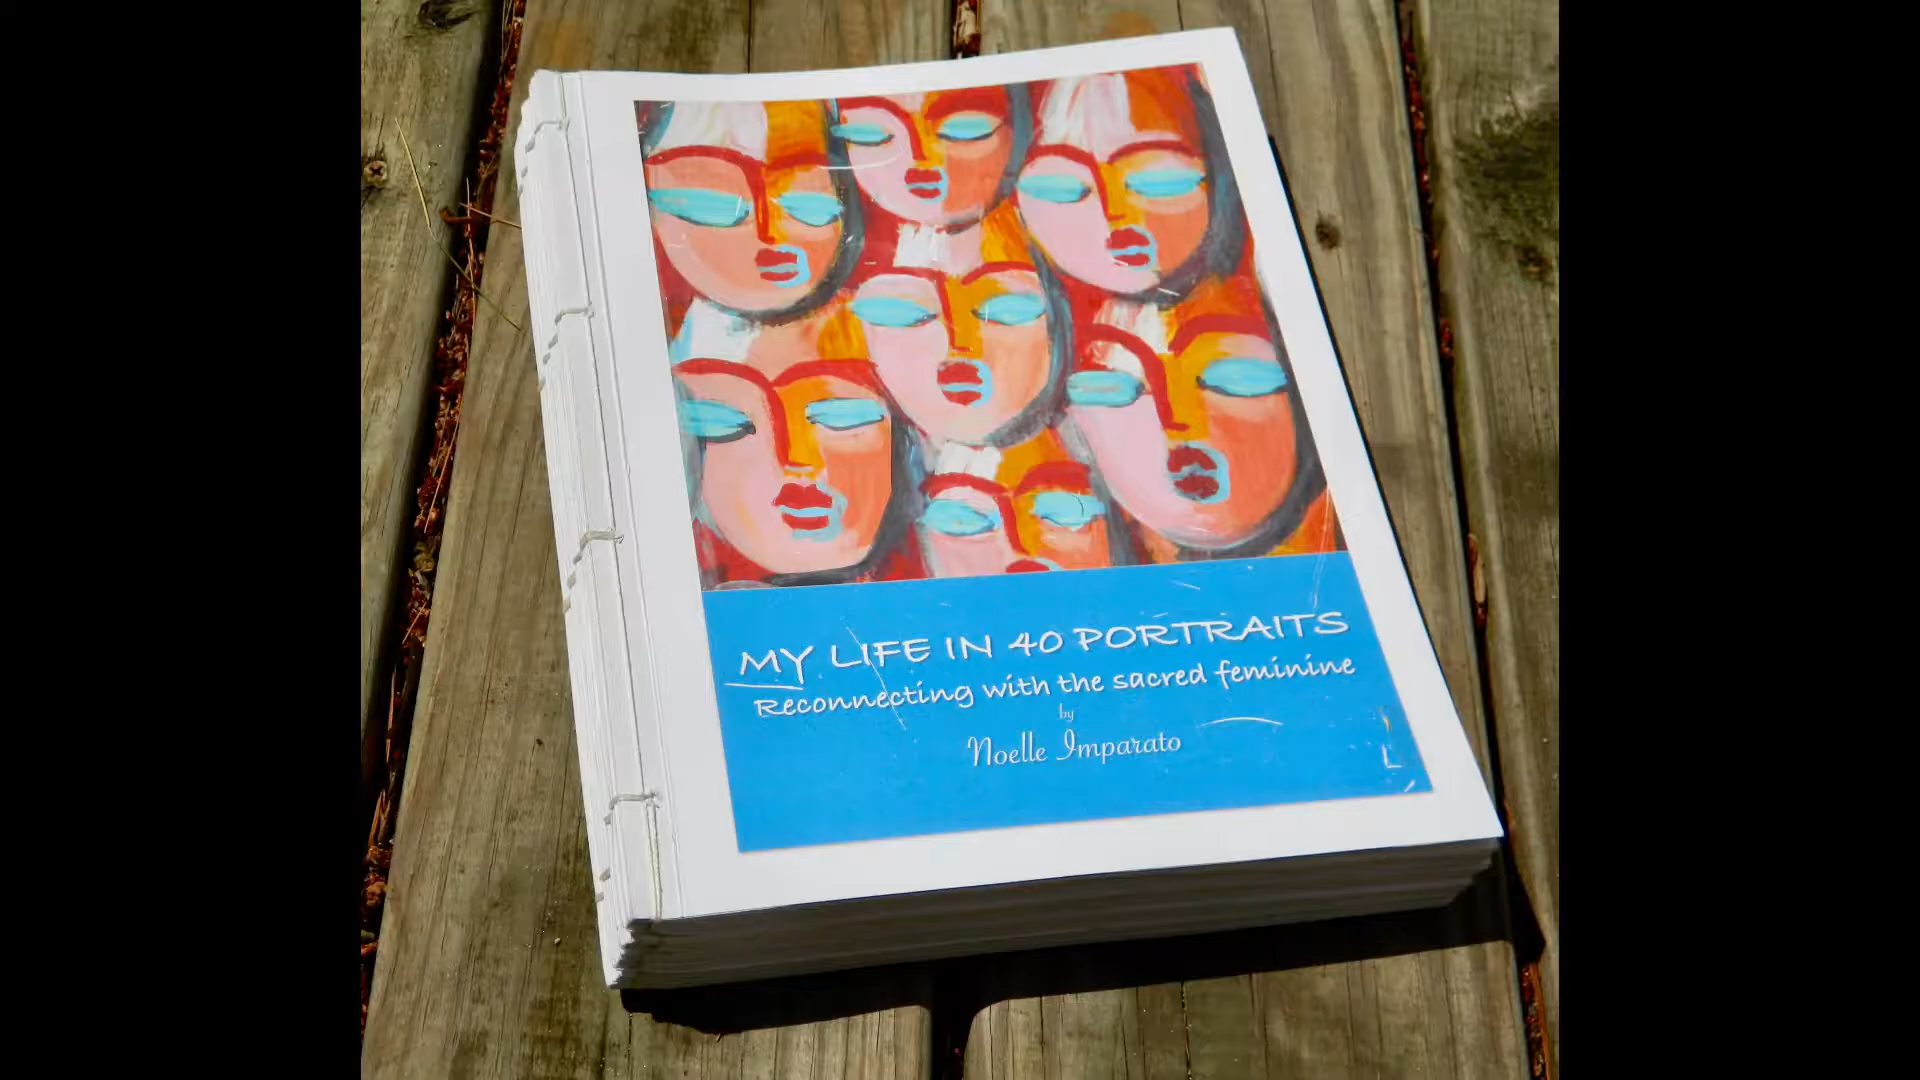 MY LIFE IN 40 PORTRAITS
Reconnecting with the sacred feminine
by
Noelle Imparato